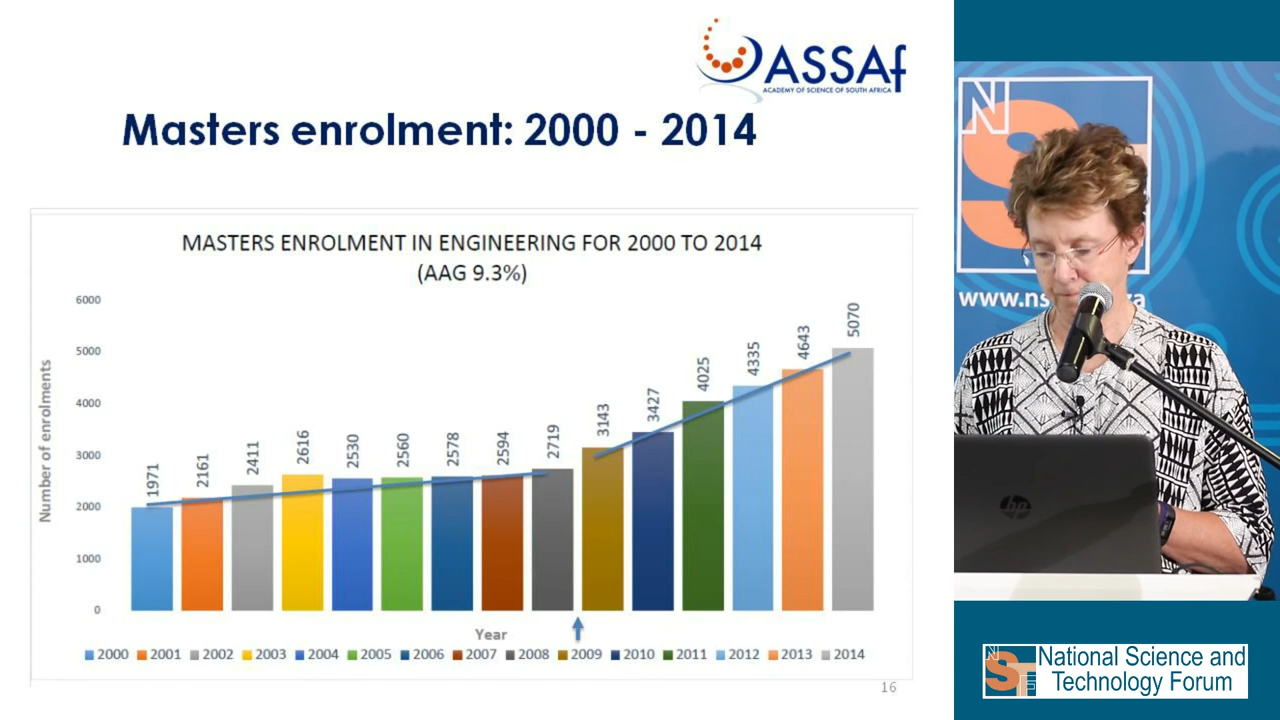 ASSAf
ACADEMY OF SCIENCE OF SOUTH AFRICA
Masters enrolment: 2000 - 2014
MASTERS ENROLMENT IN ENGINEERING FOR 2000 TO 2014
(AAG 9.3%)
Number of enrolments
6000
5000
4000
3000
2000
1000
0
1971
2161
2411
2616
2530
2560
2578
2594
2719
3143
3427
4025
4335
4643
5070
Year
2000 2001 2002 2003 2004 2005 2006 2007 2008 2009 2010 2011 2012 2013 2014
16
N
S
www.ns
za
hp
N
S
T
Forum
National Science and
Technology Forum